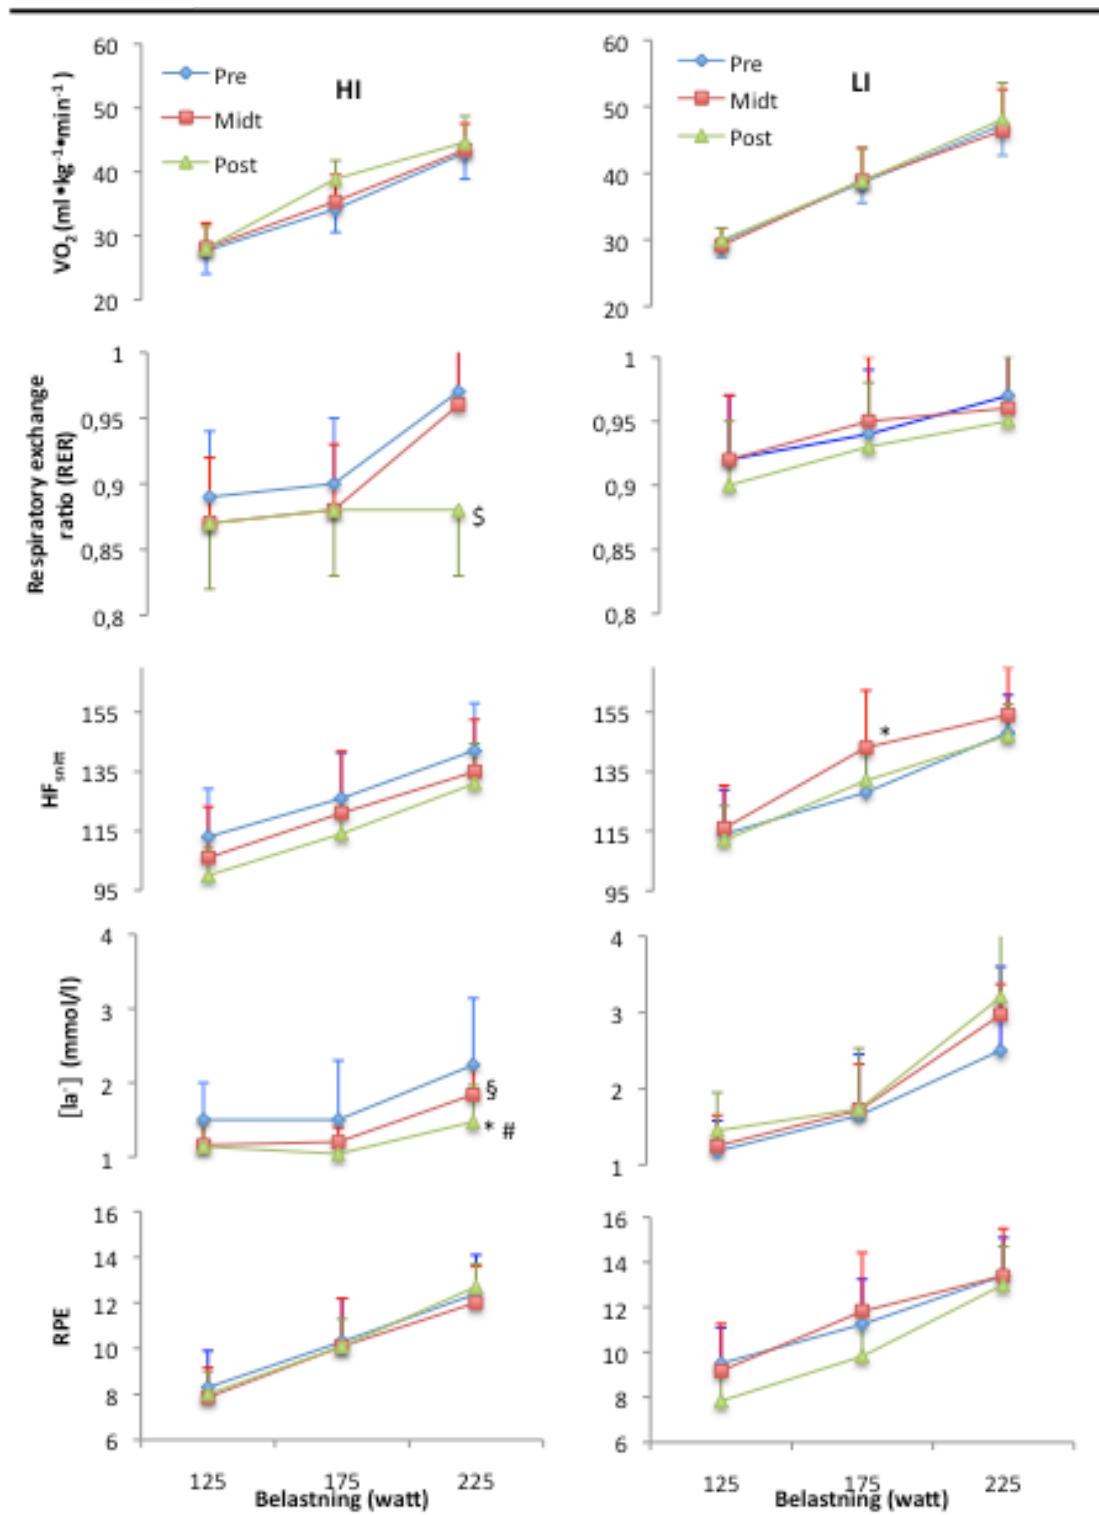 60
50
40
30
20
VO₂ (ml•kg⁻¹•min⁻¹)
Pre
Midt
Post
HI
60
50
40
30
20
Pre
Midt
Post
LI
1
0,95
0,9
0,85
0,8
Respiratory exchange
ratio (RER)
$
1
0,95
0,9
0,85
0,8
155
135
115
95
HFsnitt
155
135
115
95
*
4
3
2
1
[la⁻] (mmol/l)
§
* #
4
3
2
1
16
14
12
10
8
6
RPE
125 175 225
Belastning (watt)
16
14
12
10
8
6
125 175 225
Belastning (watt)